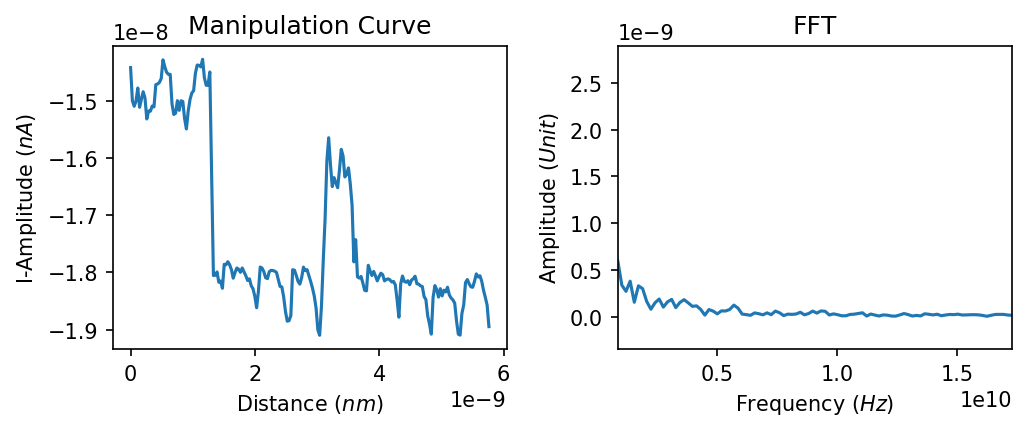 Manipulation Curve
1e−8
−1.5
−1.6
−1.7
−1.8
−1.9
I-Amplitude (nA)
0
2
4
6
Distance (nm)
1e−9
FFT
1e−9
2.5
2.0
1.5
1.0
0.5
0.0
Amplitude (Unit)
0.5
1.0
1.5
Frequency (Hz)
1e10